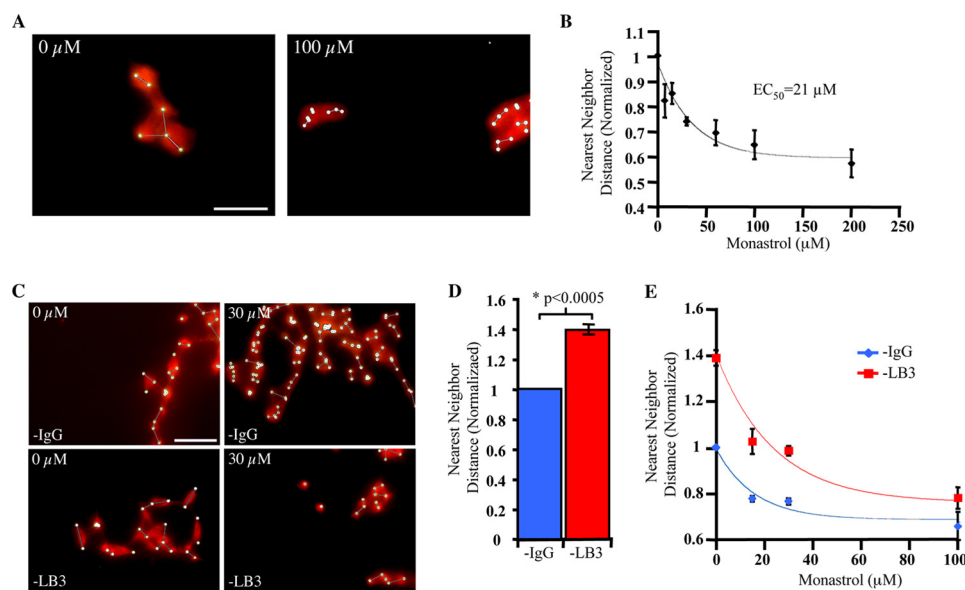 A
0 µM
100 µM
B
Nearest Neighbor
Distance (Normalized)
1.1
1
0.9
0.8
0.7
0.6
0.5
0.4
EC50=21 µM
0 50 100 150 200 250
Monastrol (µM)
C
0 µM
-IgG
30 µM
-IgG
0 µM
-LB3
30 µM
-LB3
D
Nearest Neighbor
Distance (Normalizaed)
1.6
1.4
1.2
1
0.8
0.6
0.4
0.2
0
* p<0.0005
-IgG -LB3
E
Nearest Neighbor
Distance (Normalized)
1.6
1.4
1.2
1
0.8
0.6
-IgG
-LB3
0 20 40 60 80 100
Monastrol (µM)